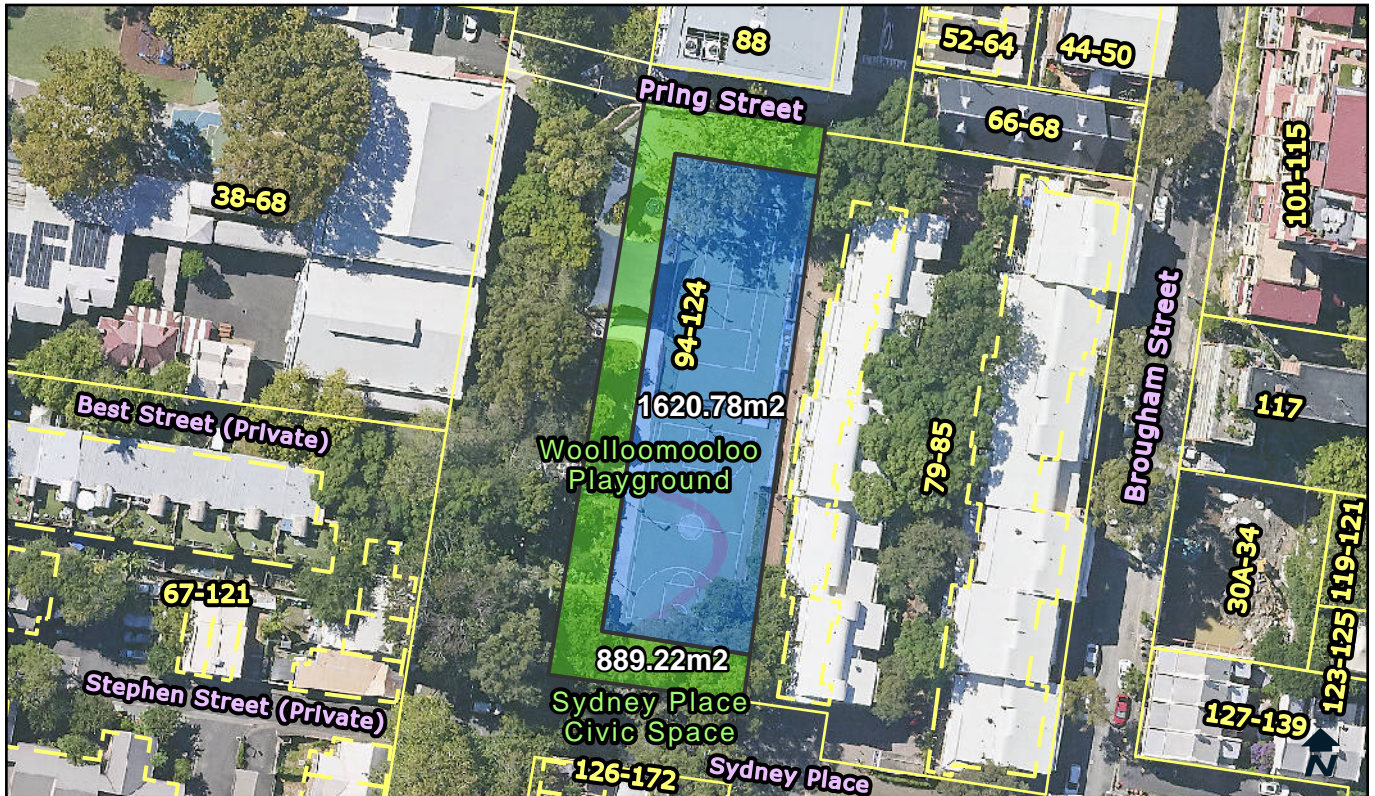 88
52-64
44-50
Pring Street
66-68
101-115
38-68
94-124
Brougham Street
1620.78m2
Best Street (Private)
117
Woolloomooloo
Playground
79-85
30A-34
119-121
67-121
123-125
889.22m2
Stephen Street (Private)
Sydney Place
Civic Space
127-139
126-172
Sydney Place
N